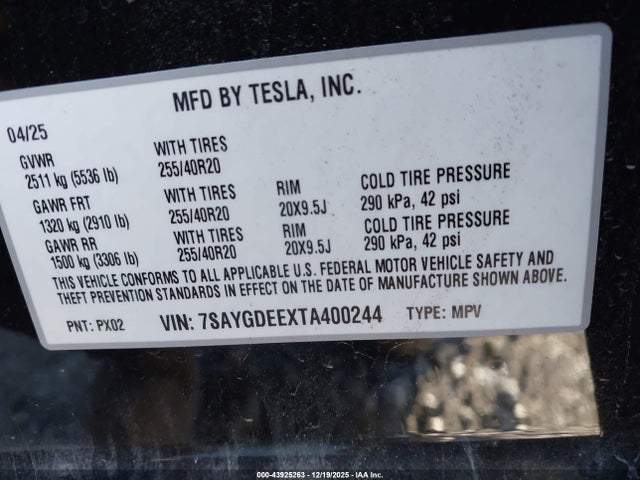 MFD BY TESLA, INC.
04/25
GVWR WITH TIRES
2511 kg (5536 lb) 255/40R20
GAWR FRT WITH TIRES RIM COLD TIRE PRESSURE
1320 kg (2910 lb) 255/40R20 20X9.5J 290 kPa, 42 psi
GAWR RR WITH TIRES RIM COLD TIRE PRESSURE
1500 kg (3306 lb) 255/40R20 20X9.5J 290 kPa, 42 psi
THIS VEHICLE CONFORMS TO ALL APPLICABLE U.S. FEDERAL MOTOR VEHICLE SAFETY AND
THEFT PREVENTION STANDARDS IN EFFECT ON THE DATE OF MANUFACTURE SHOWN ABOVE.
PNT: PX02 VIN: 7SAYGDEEXTA400244 TYPE: MPV
000-43925263 - 12/19/2025 - IAA Inc.